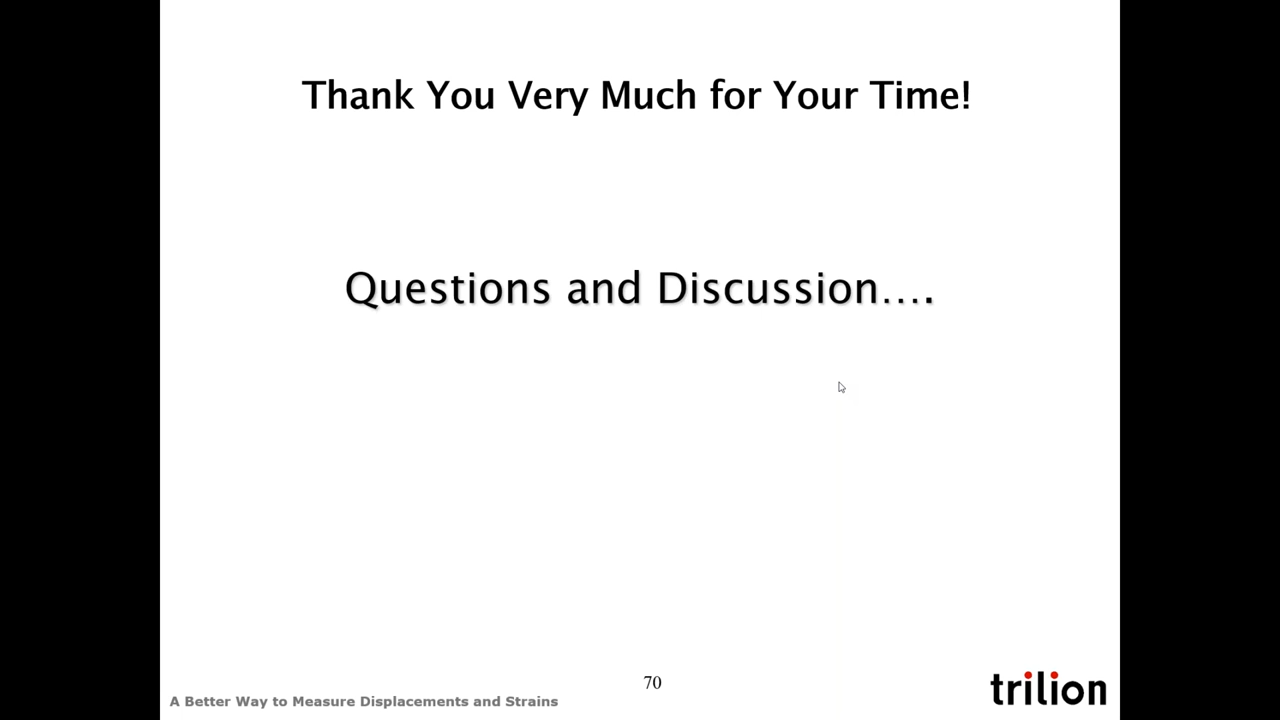 Thank You Very Much for Your Time!
Questions and Discussion….
70
A Better Way to Measure Displacements and Strains
trilion